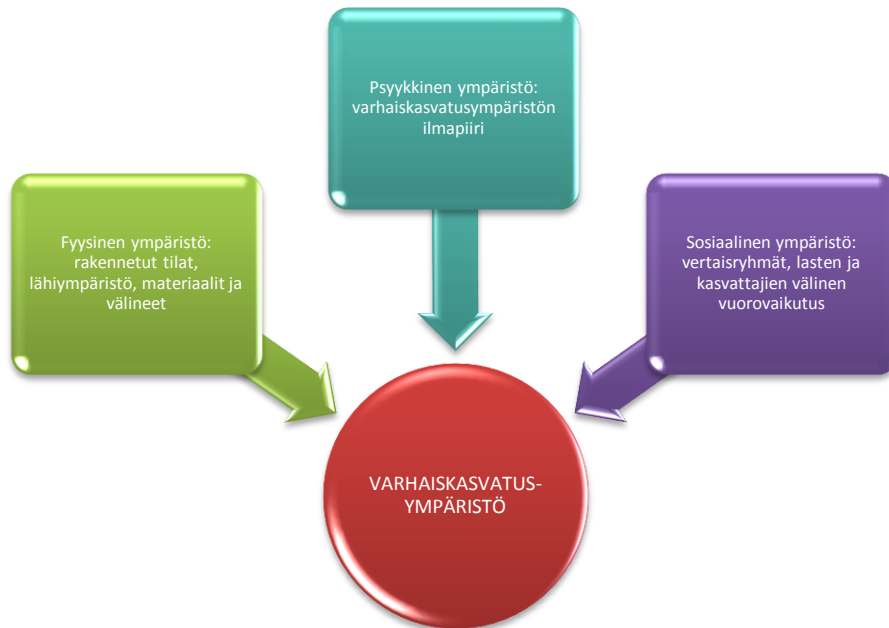 Psyykkinen ympäristö:
varhaiskasvatusympäristön
ilmapiiri
Fyysinen ympäristö:
rakennetut tilat,
lähiympäristö, materiaalit ja
välineet
Sosiaalinen ympäristö:
vertaisryhmät, lasten ja
kasvattajien välinen
vuorovaikutus
VARHAISKASVATUS-
YMPÄRISTÖ